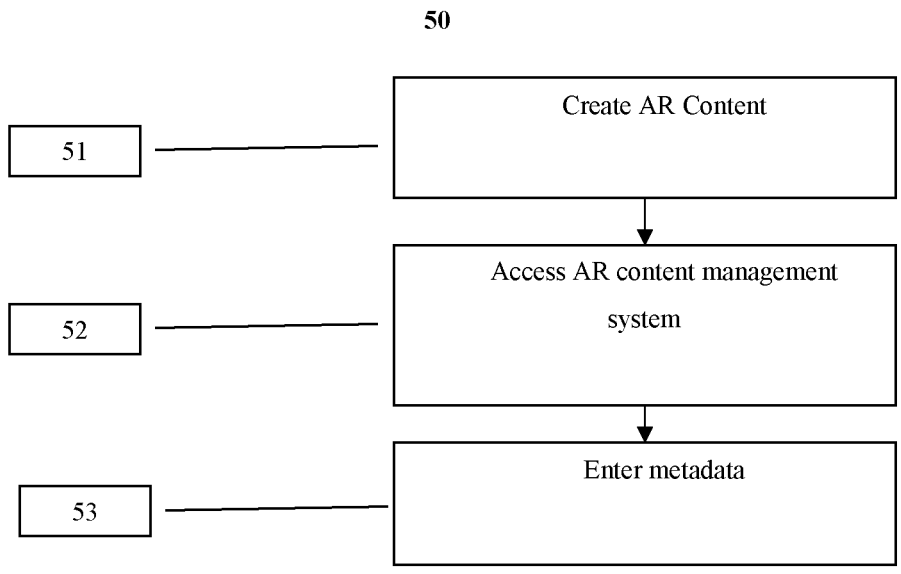 50
Create AR Content
51
Access AR content management
system
52
Enter metadata
53